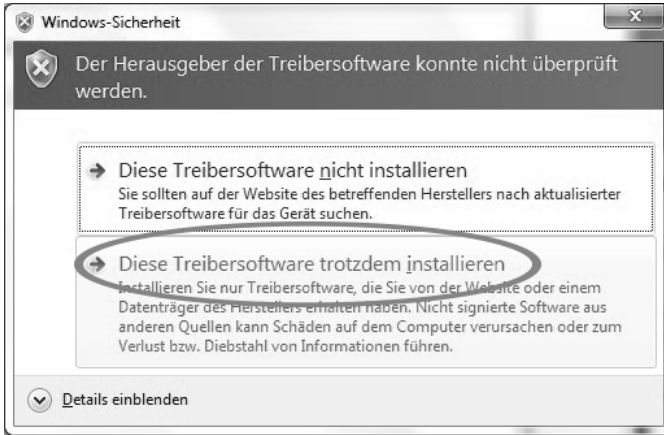 Windows-Sicherheit
Der Herausgeber der Treibersoftware konnte nicht überprüft
werden.
Diese Treibersoftware nicht installieren
Sie sollten auf der Website des betreffenden Herstellers nach aktualisierter
Treibersoftware für das Gerät suchen.
Diese Treibersoftware trotzdem installieren
Installieren Sie nur Treibersoftware, die Sie von der Website oder einem
Datenträger des Herstellers erhalten haben. Nicht signierte Software aus
anderen Quellen kann Schäden auf dem Computer verursachen oder zum
Verlust bzw. Diebstahl von Informationen führen.
Details einblenden